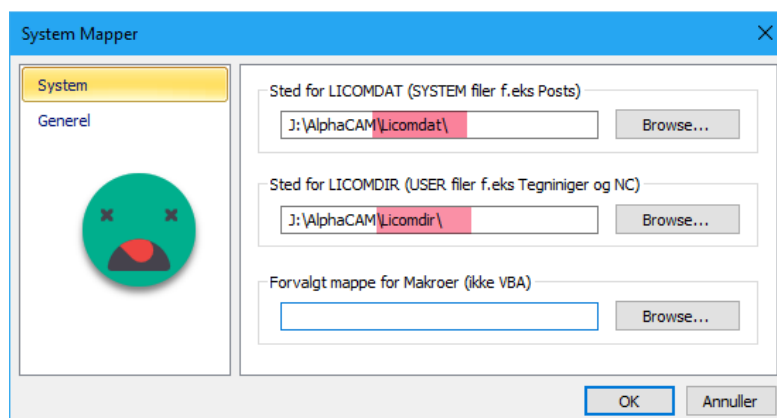 System Mapper
System
Generel
Sted for LICOMDAT (SYSTEM filer f.eks Posts)
J:\AlphaCAM\Licomdat\
Browse...
Sted for LICOMDIR (USER filer f.eks Tegniniger og NC)
J:\AlphaCAM\Licomdir\
Browse...
Forvalgt mappe for Makroer (ikke VBA)
Browse...
OK
Annuller